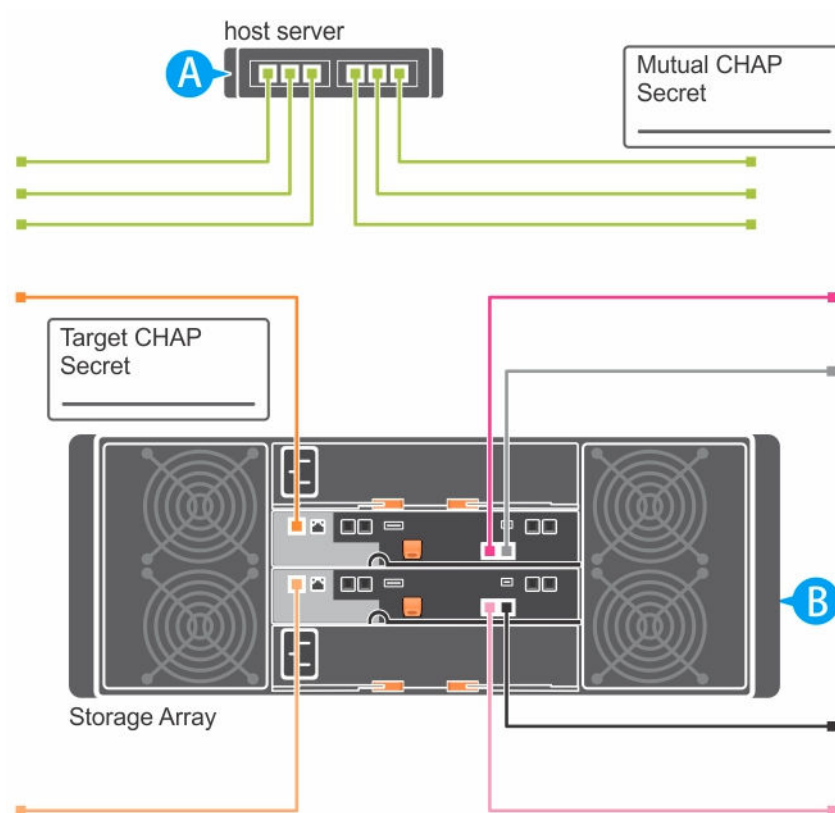 host server
A
Mutual CHAP
Secret
Target CHAP
Secret
B
Storage Array